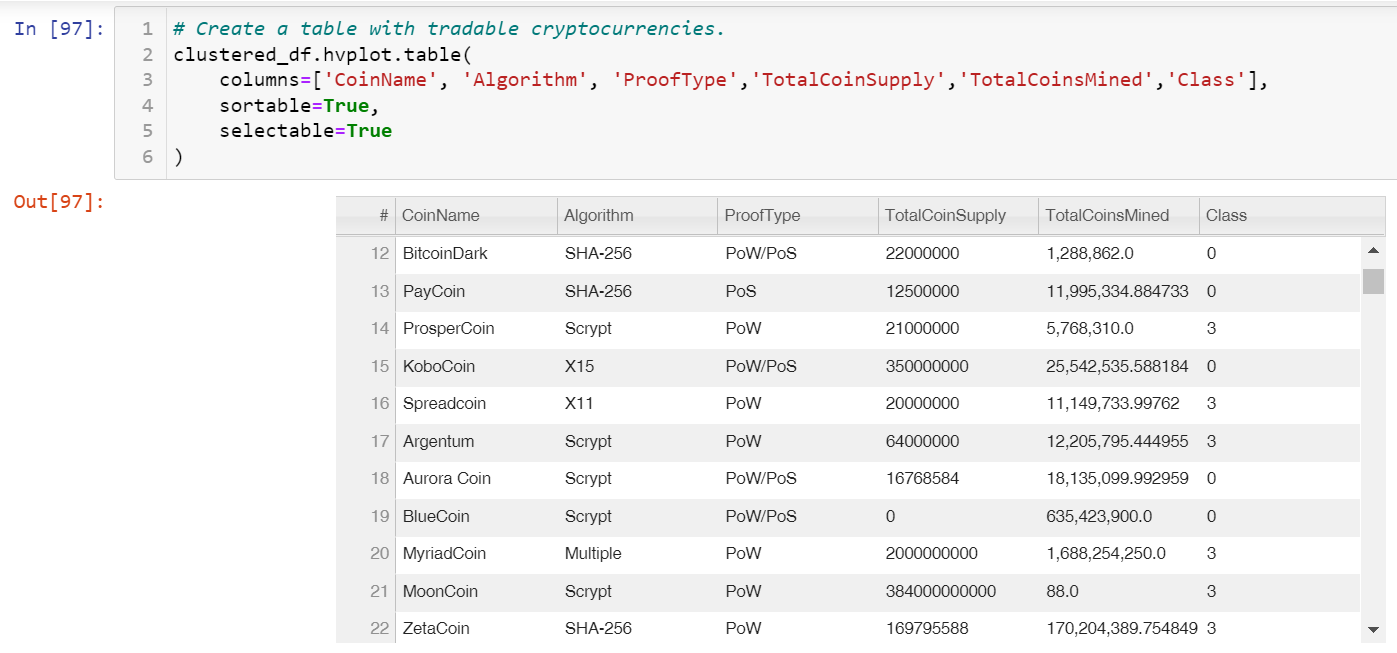 In [97]:
1 # Create a table with tradable cryptocurrencies.
2 clustered_df.hvplot.table(
3     columns=['CoinName', 'Algorithm', 'ProofType','TotalCoinSupply','TotalCoinsMined','Class'],
4     sortable=True,
5     selectable=True
6 )
Out[97]:
# CoinName Algorithm ProofType TotalCoinSupply TotalCoinsMined Class
12 BitcoinDark SHA-256 PoW/PoS 22000000 1,288,862.0 0
13 PayCoin SHA-256 PoS 12500000 11,995,334.884733 0
14 ProsperCoin Scrypt PoW 21000000 5,768,310.0 3
15 KoboCoin X15 PoW/PoS 350000000 25,542,535.588184 0
16 Spreadcoin X11 PoW 20000000 11,149,733.99762 3
17 Argentum Scrypt PoW 64000000 12,205,795.444955 3
18 Aurora Coin Scrypt PoW/PoS 16768584 18,135,099.992959 0
19 BlueCoin Scrypt PoW/PoS 0 635,423,900.0 0
20 MyriadCoin Multiple PoW 2000000000 1,688,254,250.0 3
21 MoonCoin Scrypt PoW 384000000000 88.0 3
22 ZetaCoin SHA-256 PoW 169795588 170,204,389.754849 3